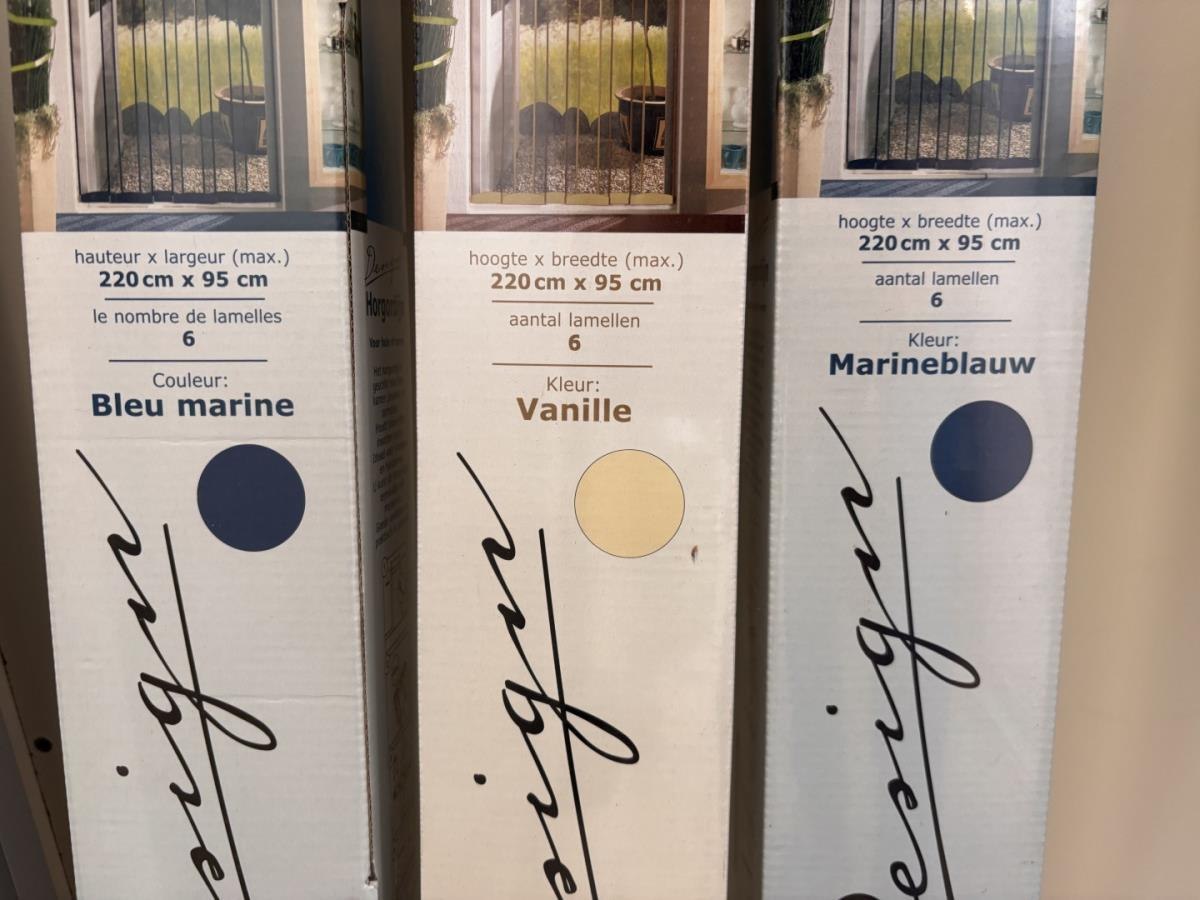 hauteur x largeur (max.)
220 cm x 95 cm
le nombre de lamelles
6
Couleur:
Bleu marine
hoogte x breedte (max.)
220 cm x 95 cm
aantal lamellen
6
Kleur:
Vanille
hoogte x breedte (max.)
220 cm x 95 cm
aantal lamellen
6
Kleur:
Marineblauw
esign